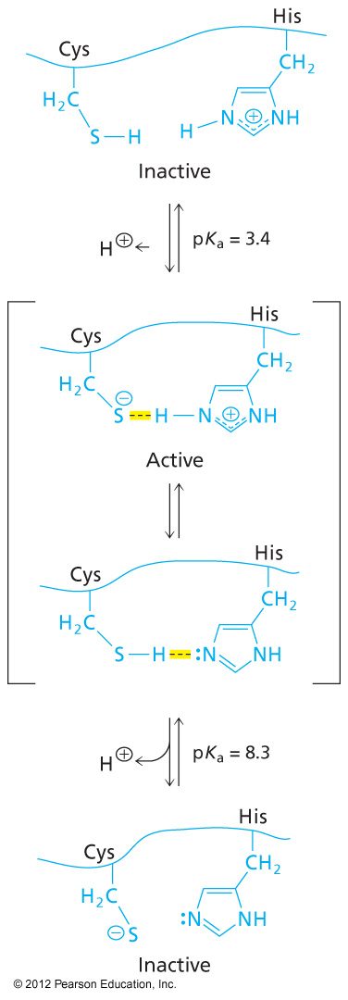 His
Cys
CH2
H2C
S—H
H—N
NH
Inactive
H⊕
pKa = 3.4
His
Cys
CH2
H2C
⊖
S---H—N
⊕
NH
Active
His
Cys
CH2
H2C
S—H---:N
NH
H⊕
pKa = 8.3
His
Cys
CH2
H2C
:N
NH
⊖S
Inactive
© 2012 Pearson Education, Inc.